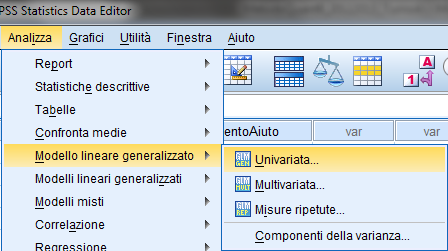 PSS Statistics Data Editor
Analizza Grafici Utilità Finestra Aiuto
Report
Statistiche descrittive
Tabelle
Confronta medie
entoAiuto var var
Modello lineare generalizzato
Univariata...
Modelli lineari generalizzati
Multivariata...
Modelli misti
Misure ripetute...
Correlazione
Componenti della varianza...
Regressione